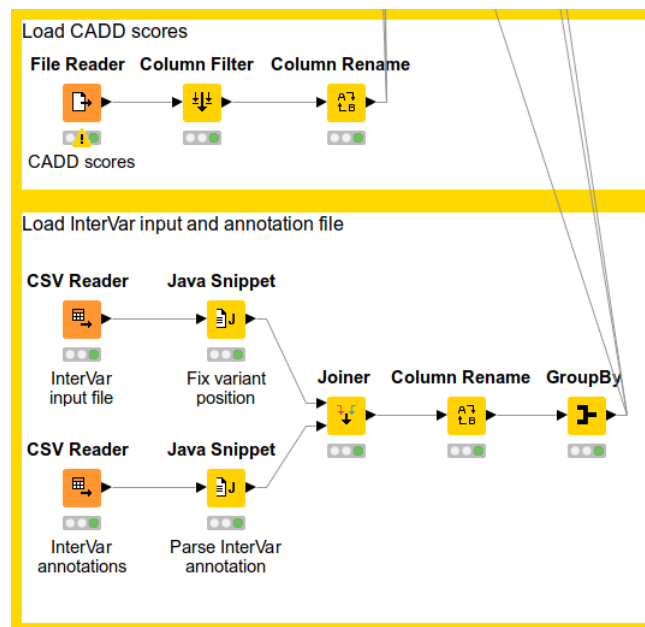 Load CADD scores
File Reader Column Filter Column Rename
A
B
!
CADD scores
Load InterVar input and annotation file
CSV Reader Java Snippet
J
InterVar
input file
Fix variant
position
Joiner Column Rename GroupBy
A
B
CSV Reader Java Snippet
J
InterVar
annotations
Parse InterVar
annotation